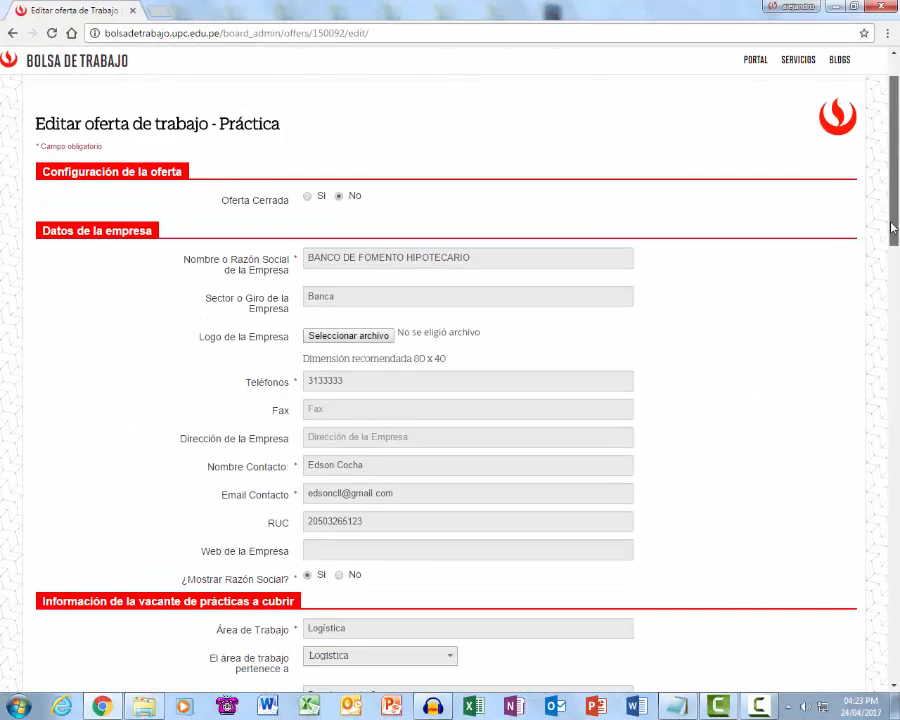 Editar oferta de Trabajo
alejandro
bolsadetrabajo.upc.edu.pe/board_admin/offers/150092/edit/
BOLSA DE TRABAJO
PORTAL SERVICIOS BLOGS
Editar oferta de trabajo - Práctica
* Campo obligatorio
Configuración de la oferta
Oferta Cerrada Si No
Datos de la empresa
Nombre o Razón Social * BANCO DE FOMENTO HIPOTECARIO
de la Empresa
Sector o Giro de la Banca
Empresa
Logo de la Empresa Seleccionar archivo No se eligió archivo
Dimensión recomendada 80 x 40
Teléfonos * 3133333
Fax Fax
Dirección de la Empresa Dirección de la Empresa
Nombre Contacto: * Edson Cocha
Email Contacto * edsoncll@gmail.com
RUC 20503265123
Web de la Empresa
¿Mostrar Razón Social? * Si No
Información de la vacante de prácticas a cubrir
Área de Trabajo * Logística
El área de trabajo Logística
pertenece a
04:23 PM
24/04/2017